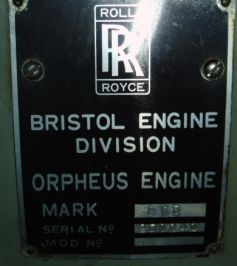 ROLLS
RR
ROYCE
BRISTOL ENGINE
DIVISION
ORPHEUS ENGINE
MARK
SERIAL Nº
MOD Nº